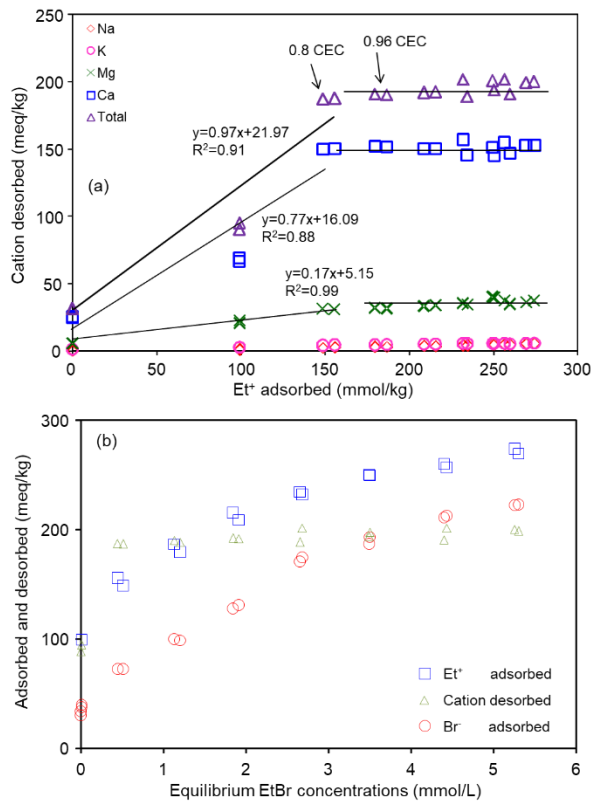 Na
K
Mg
Ca
Total
0.8 CEC
0.96 CEC
y=0.97x+21.97
R²=0.91
(a)
y=0.77x+16.09
R²=0.88
y=0.17x+5.15
R²=0.99
Cation desorbed (meq/kg)
250
200
150
100
50
0
0 50 100 150 200 250 300
Et⁺ adsorbed (mmol/kg)
(b)
Adsorbed and desorbed (meq/kg)
300
200
100
0
Et⁺ adsorbed
Cation desorbed
Br⁻ adsorbed
0 1 2 3 4 5 6
Equilibrium EtBr concentrations (mmol/L)